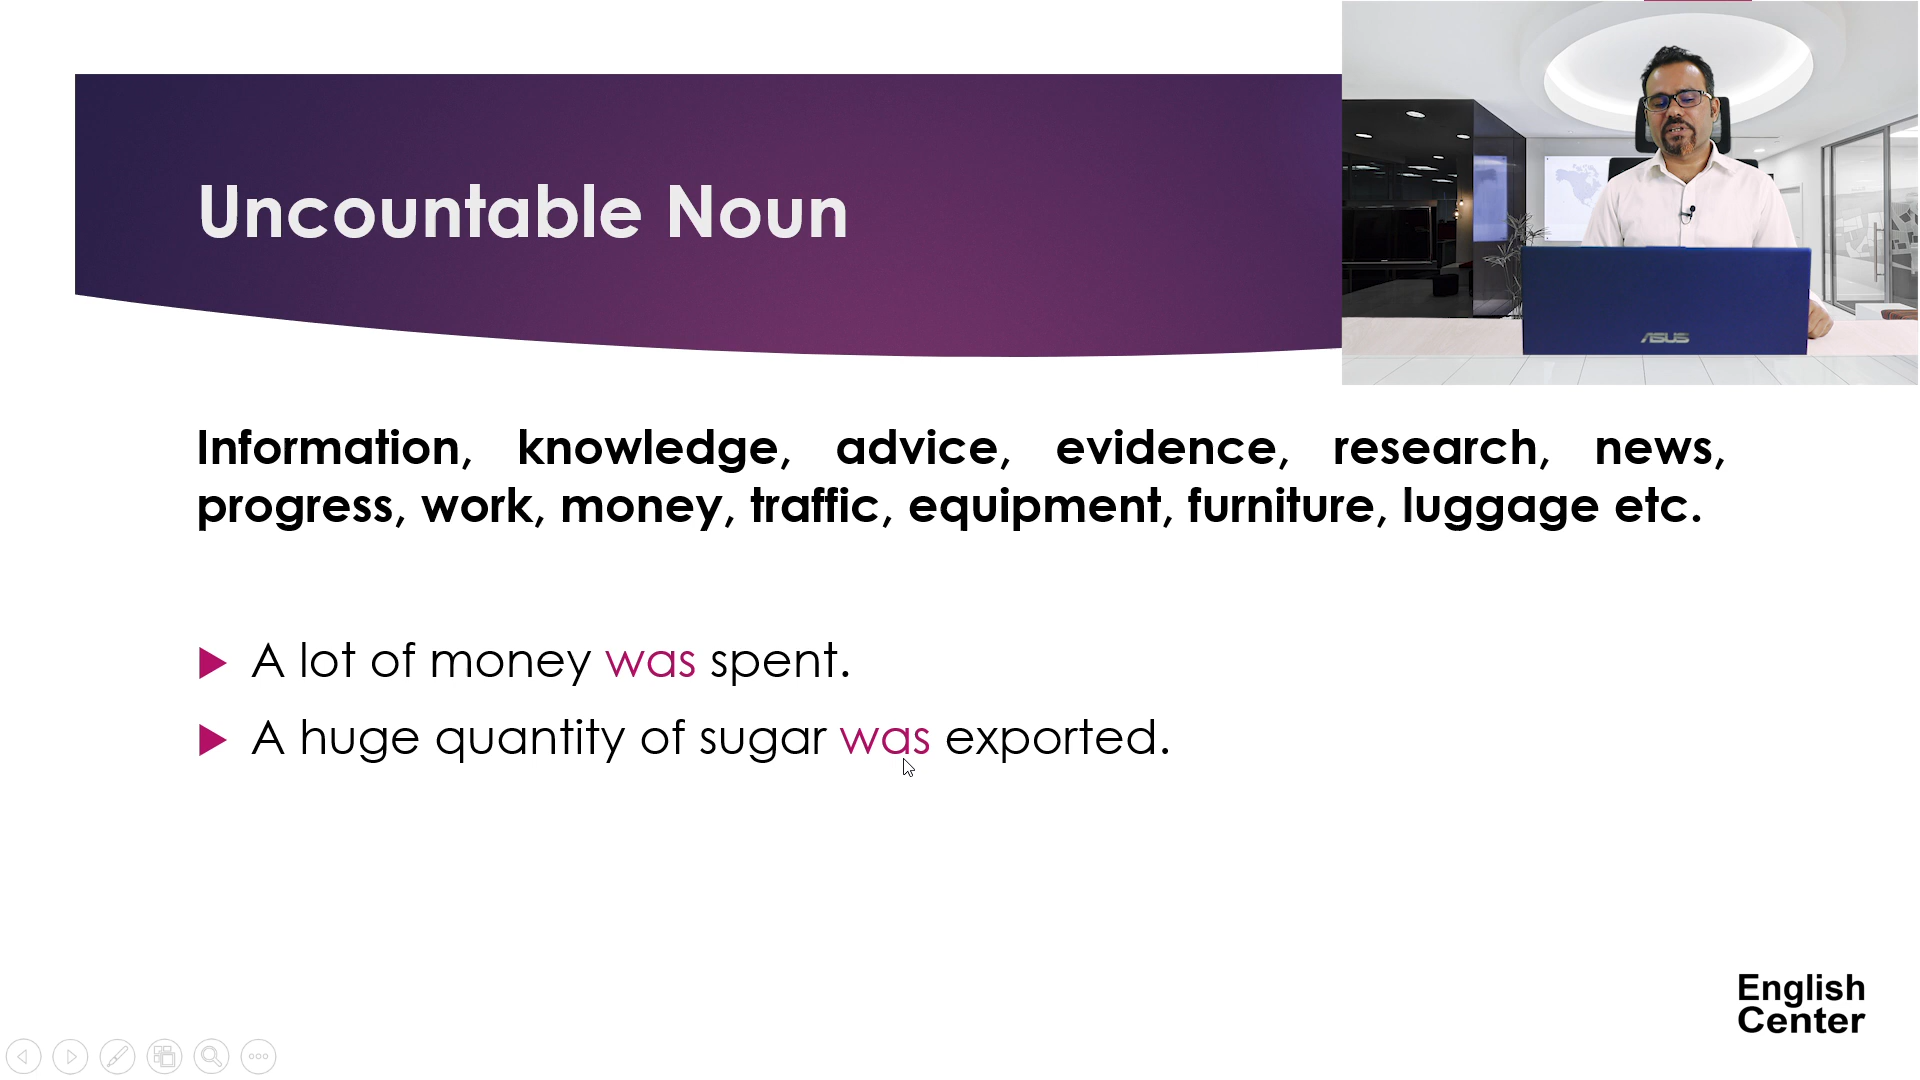 Uncountable Noun
ASUS
Information, knowledge, advice, evidence, research, news,
progress, work, money, traffic, equipment, furniture, luggage etc.
A lot of money was spent.
A huge quantity of sugar was exported.
English
Center